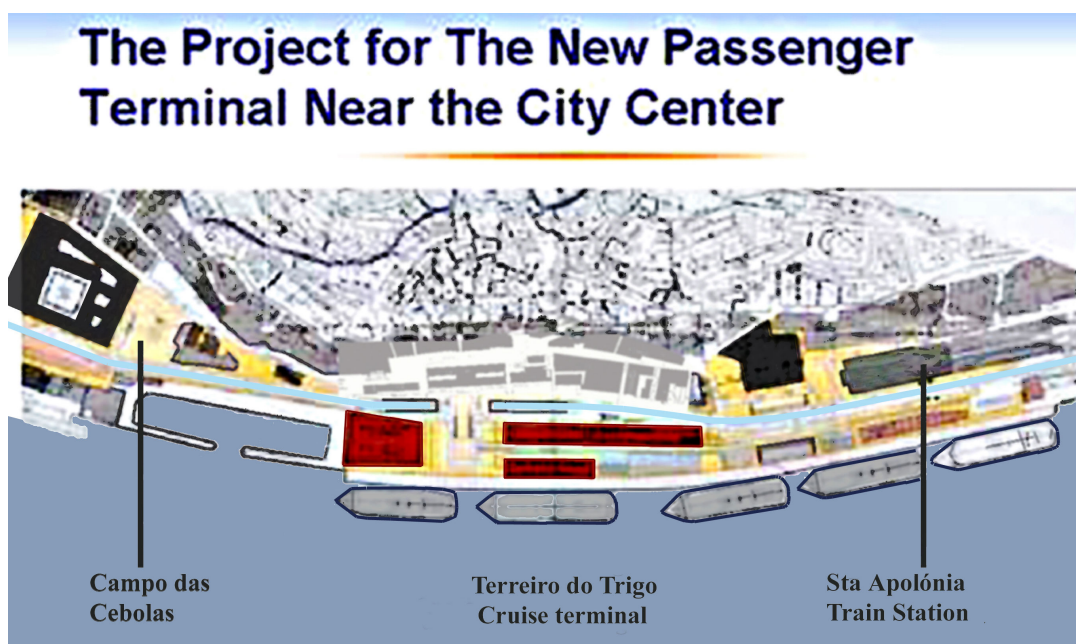 The Project for The New Passenger
Terminal Near the City Center
Campo das
Cebolas
Terreiro do Trigo
Cruise terminal
Sta Apolónia
Train Station